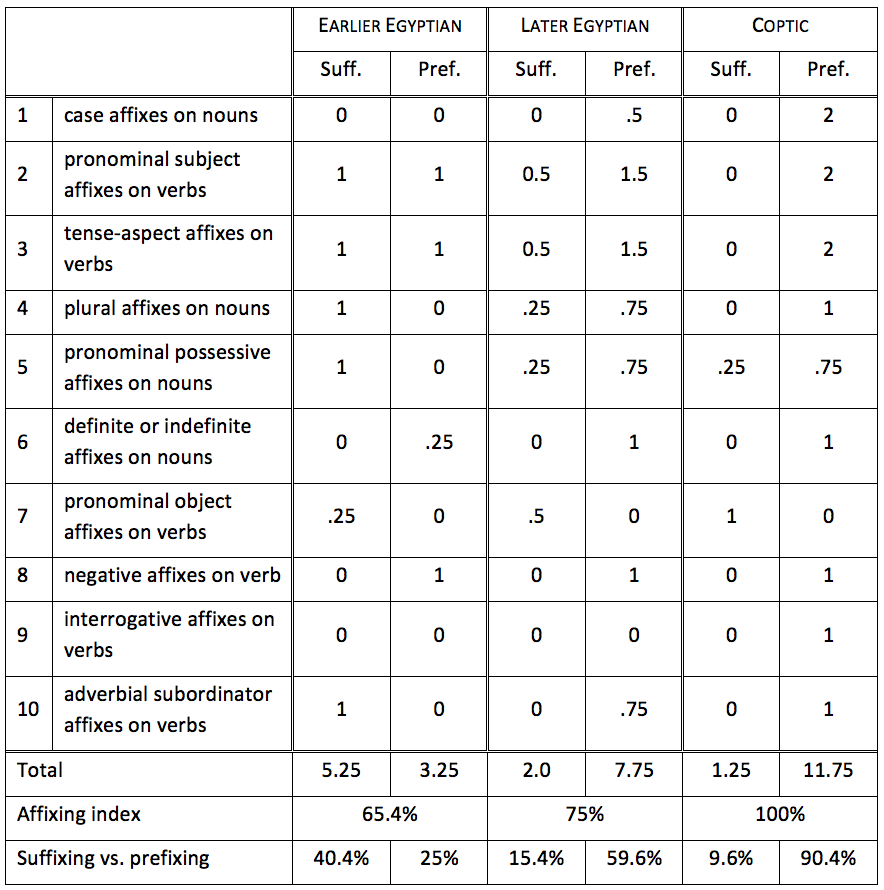 EARLIER EGYPTIAN LATER EGYPTIAN COPTIC
Suff. Pref. Suff. Pref. Suff. Pref.
1 case affixes on nouns 0 0 0 .5 0 2
2 pronominal subject affixes on verbs 1 1 0.5 1.5 0 2
3 tense-aspect affixes on verbs 1 1 0.5 1.5 0 2
4 plural affixes on nouns 1 0 .25 .75 0 1
5 pronominal possessive affixes on nouns 1 0 .25 .75 .25 .75
6 definite or indefinite affixes on nouns 0 .25 0 1 0 1
7 pronominal object affixes on verbs .25 0 .5 0 1 0
8 negative affixes on verb 0 1 0 1 0 1
9 interrogative affixes on verbs 0 0 0 0 0 1
10 adverbial subordinator affixes on verbs 1 0 0 .75 0 1
Total 5.25 3.25 2.0 7.75 1.25 11.75
Affixing index 65.4% 75% 100%
Suffixing vs. prefixing 40.4% 25% 15.4% 59.6% 9.6% 90.4%